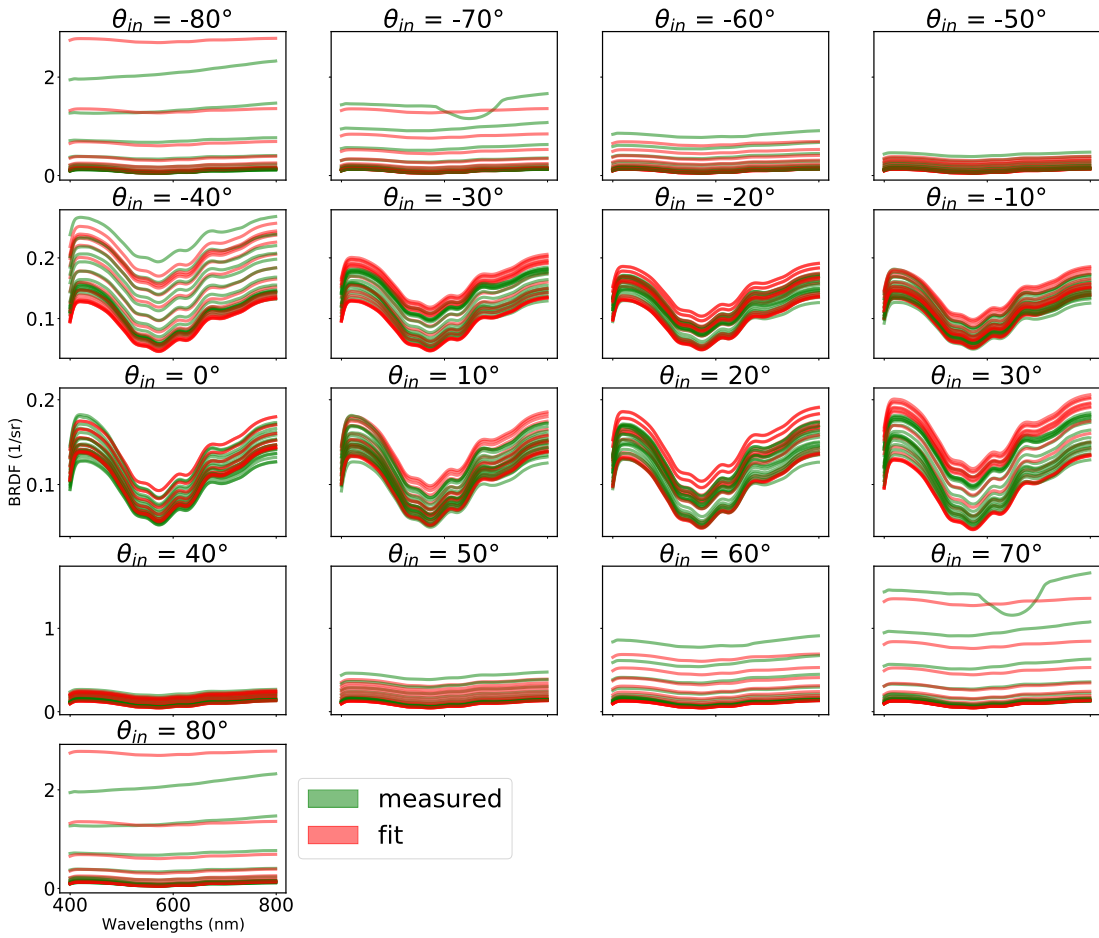 θin = -80° θin = -70° θin = -60° θin = -50°
2
0
θin = -40° θin = -30° θin = -20° θin = -10°
0.2
0.1
θin = 0° θin = 10° θin = 20° θin = 30°
0.2
0.1
BRDF (1/sr)
θin = 40° θin = 50° θin = 60° θin = 70°
1
0
θin = 80°
2
0
400 600 800
Wavelengths (nm)
measured
fit